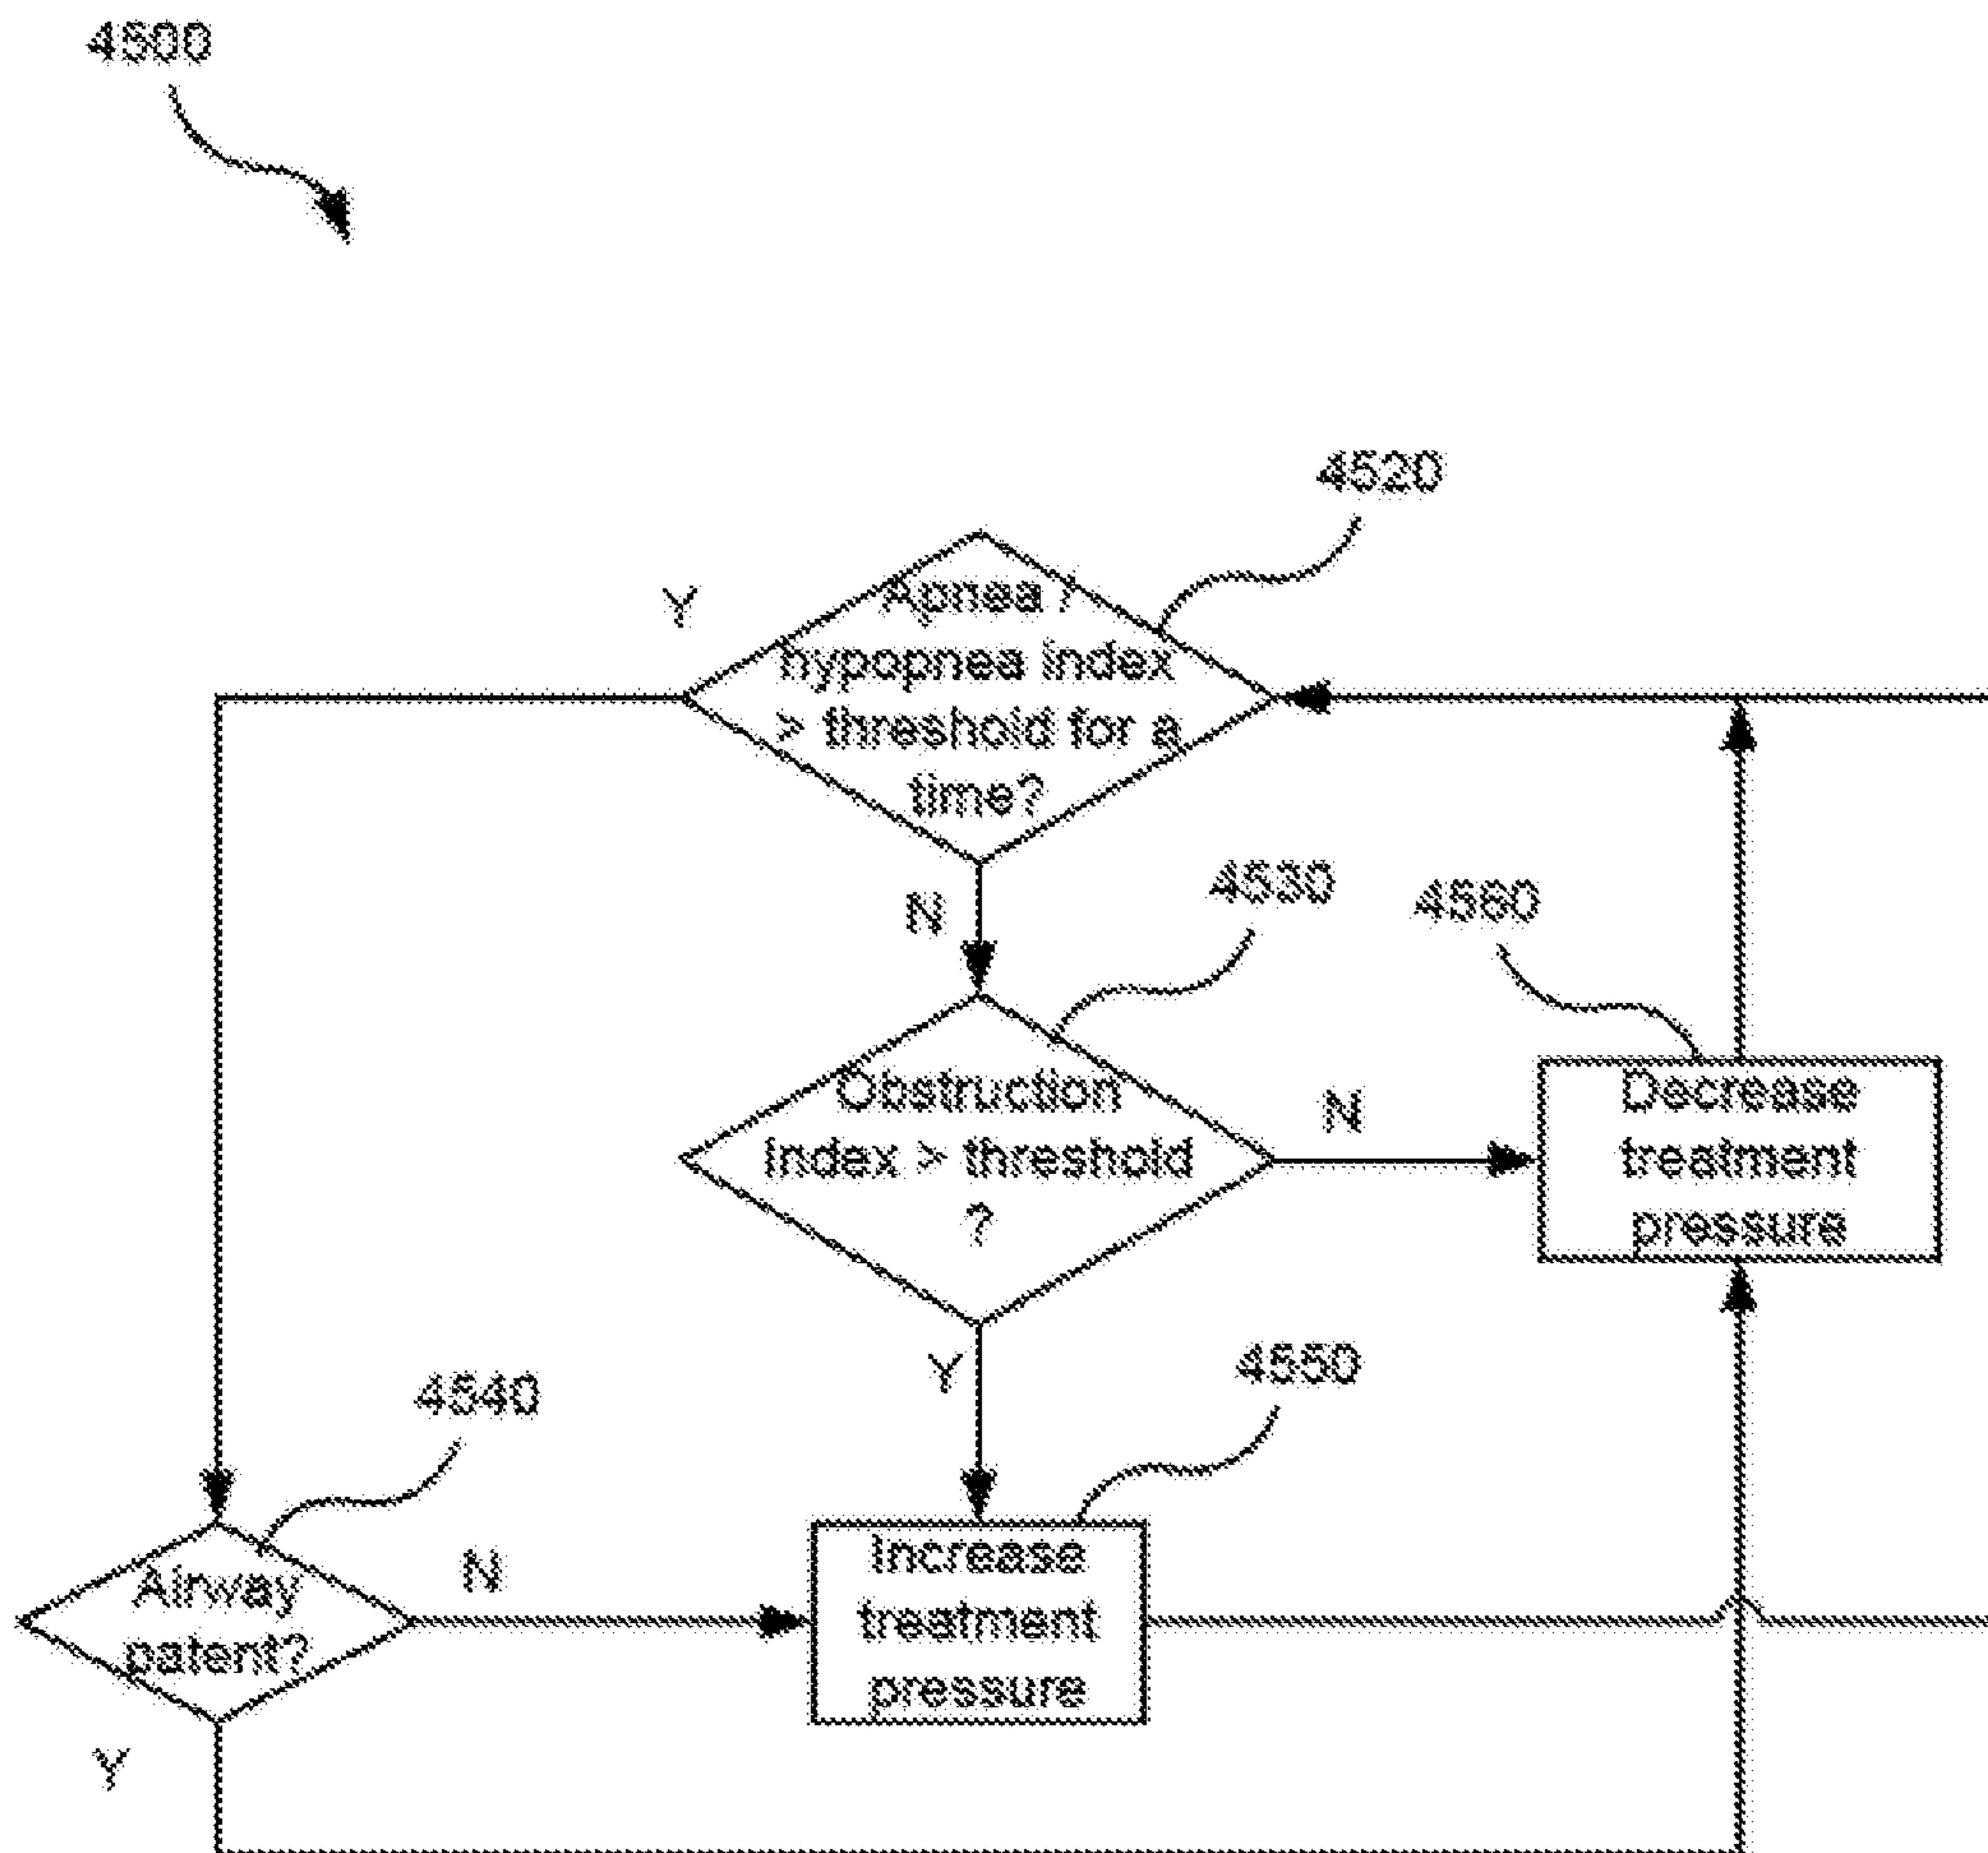 4500
4520
Y
Apnea /
hypopnea index
> threshold for a
time?
N
4530
4560
Obstruction
index > threshold
?
N
Decrease
treatment
pressure
Y
4540
4550
Airway
patent?
N
Increase
treatment
pressure
Y